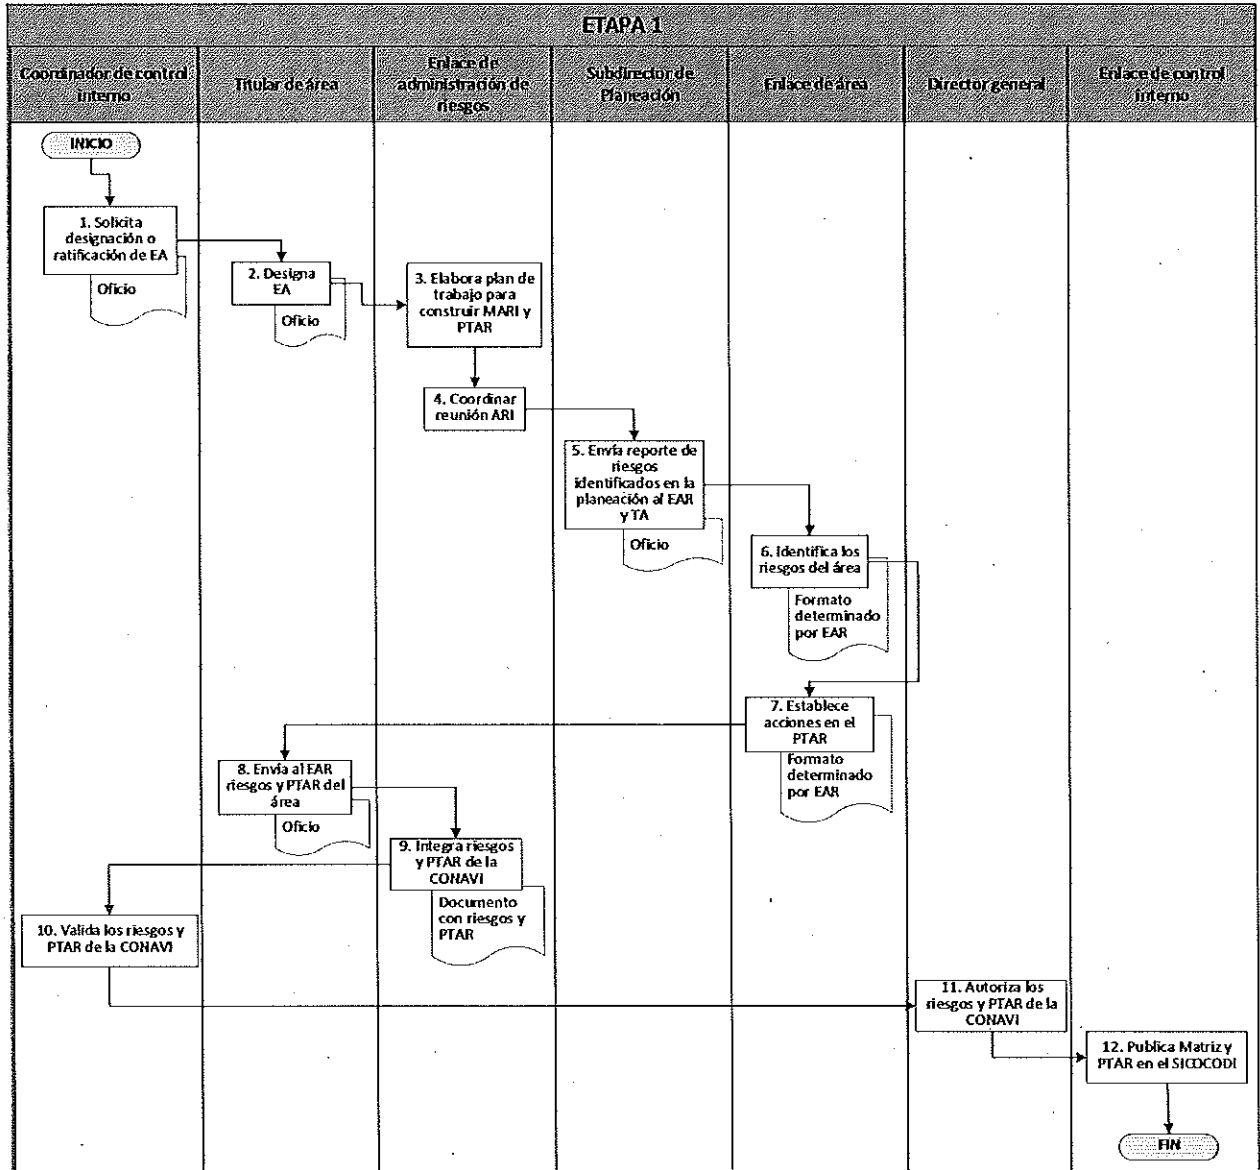 ETAPA 1
Coordinador de control
interno
Titular de área
Enlace de
administración de
riesgos
Subdirector de
Planeación
Enlace de área
Director general
Enlace de control
interno
INICIO
1. Solicita
designación o
ratificación de EA
Oficio
2. Designa
EA
Oficio
3. Elabora plan de
trabajo para
construir MARI y
PTAR
4. Coordinar
reunión ARI
5. Envía reporte de
riesgos
identificados en la
planeación al EAR
y TA
Oficio
6. Identifica los
riesgos del área
Formato
determinado
por EAR
7. Establece
acciones en el
PTAR
Formato
determinado
por EAR
8. Envía al EAR
riesgos y PTAR del
área
Oficio
9. Integra riesgos
y PTAR de la
CONAVI
Documento
con riesgos y
PTAR
10. Valida los riesgos y
PTAR de la CONAVI
11. Autoriza los
riesgos y PTAR de la
CONAVI
12. Publica Matriz y
PTAR en el SICOCODI
FIN